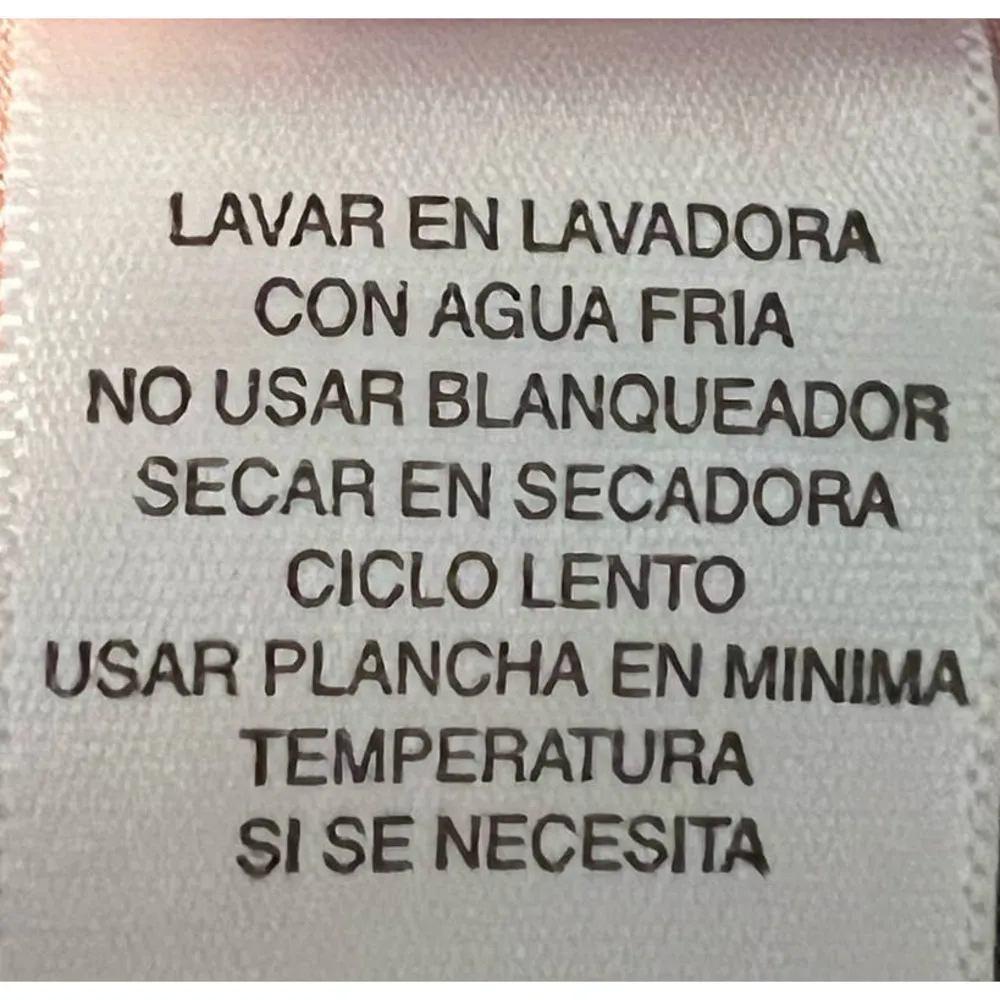 LAVAR EN LAVADORA
CON AGUA FRIA
NO USAR BLANQUEADOR
SECAR EN SECADORA
CICLO LENTO
USAR PLANCHA EN MINIMA
TEMPERATURA
SI SE NECESITA